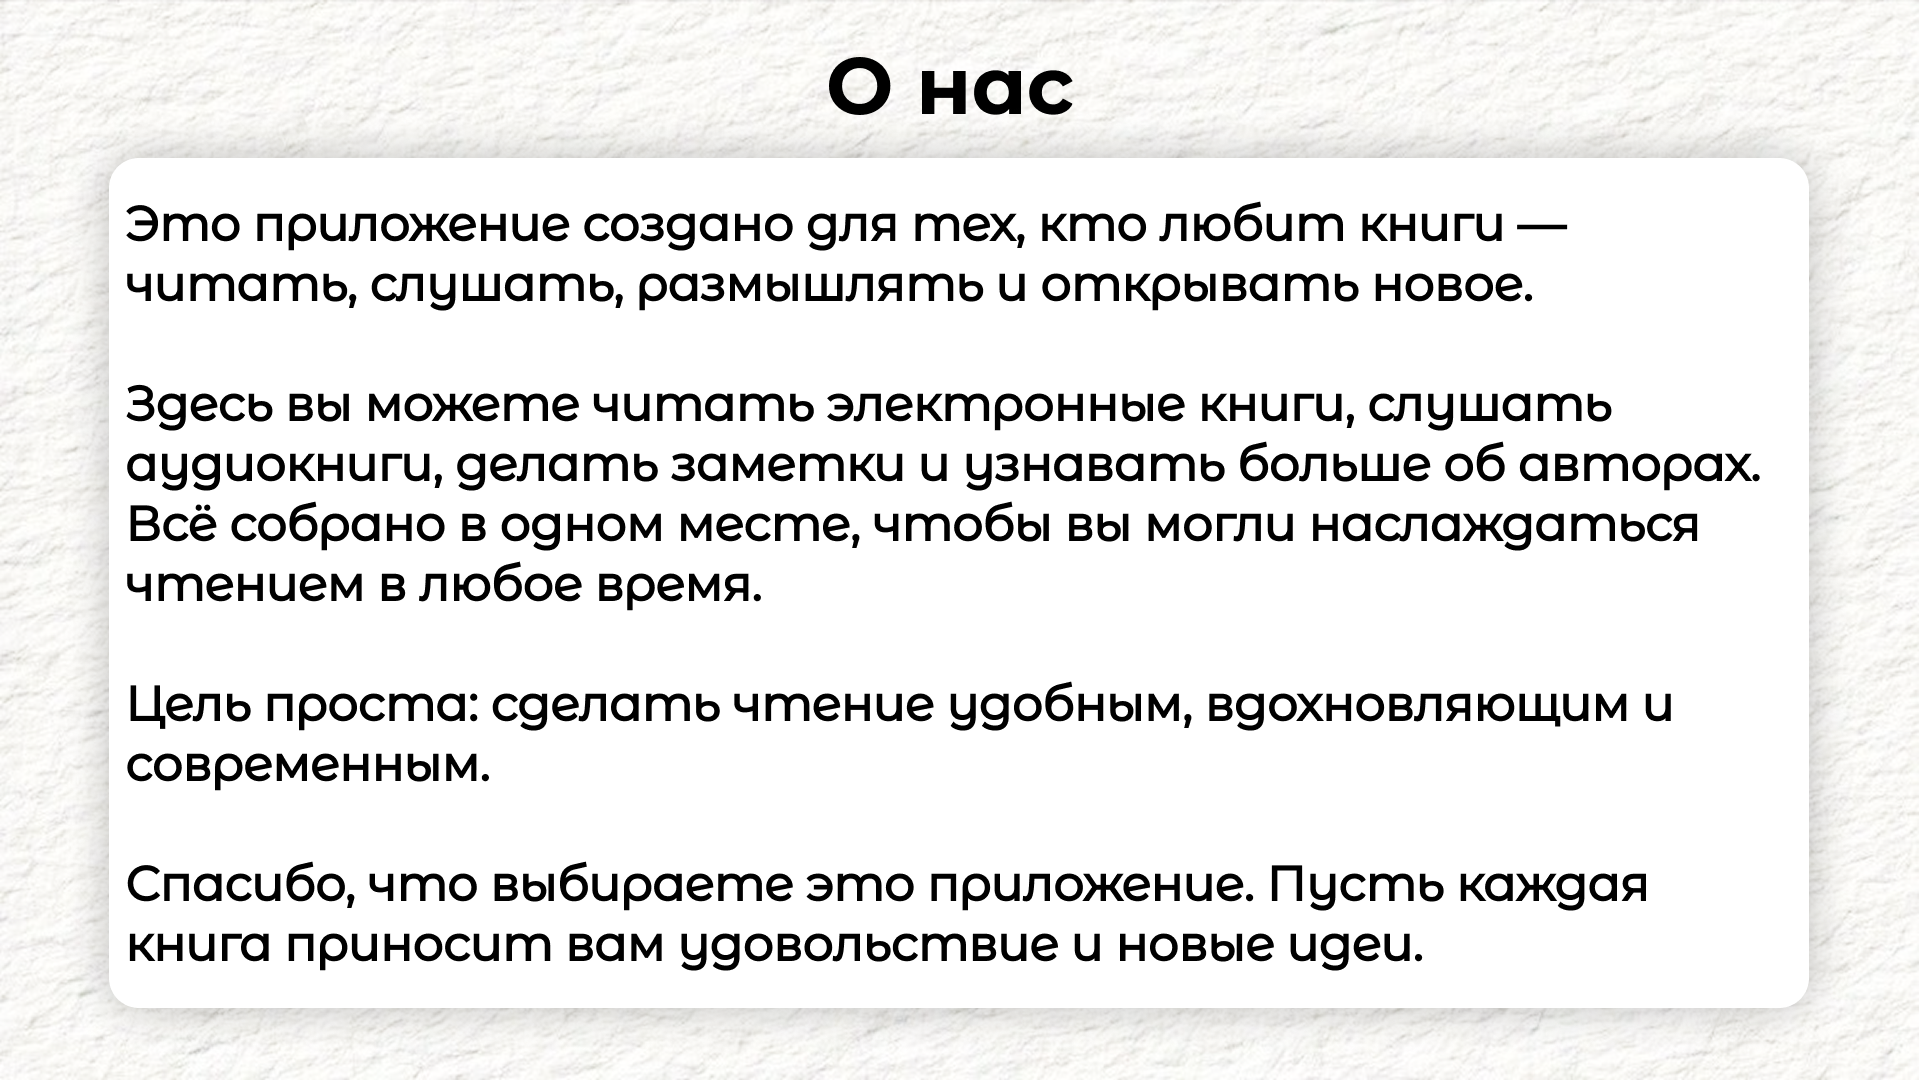 О нас
Это приложение создано для тех, кто любит книги —
читать, слушать, размышлять и открывать новое.
Здесь вы можете читать электронные книги, слушать
аудиокниги, делать заметки и узнавать больше об авторах.
Всё собрано в одном месте, чтобы вы могли наслаждаться
чтением в любое время.
Цель проста: сделать чтение удобным, вдохновляющим и
современным.
Спасибо, что выбираете это приложение. Пусть каждая
книга приносит вам удовольствие и новые идеи.